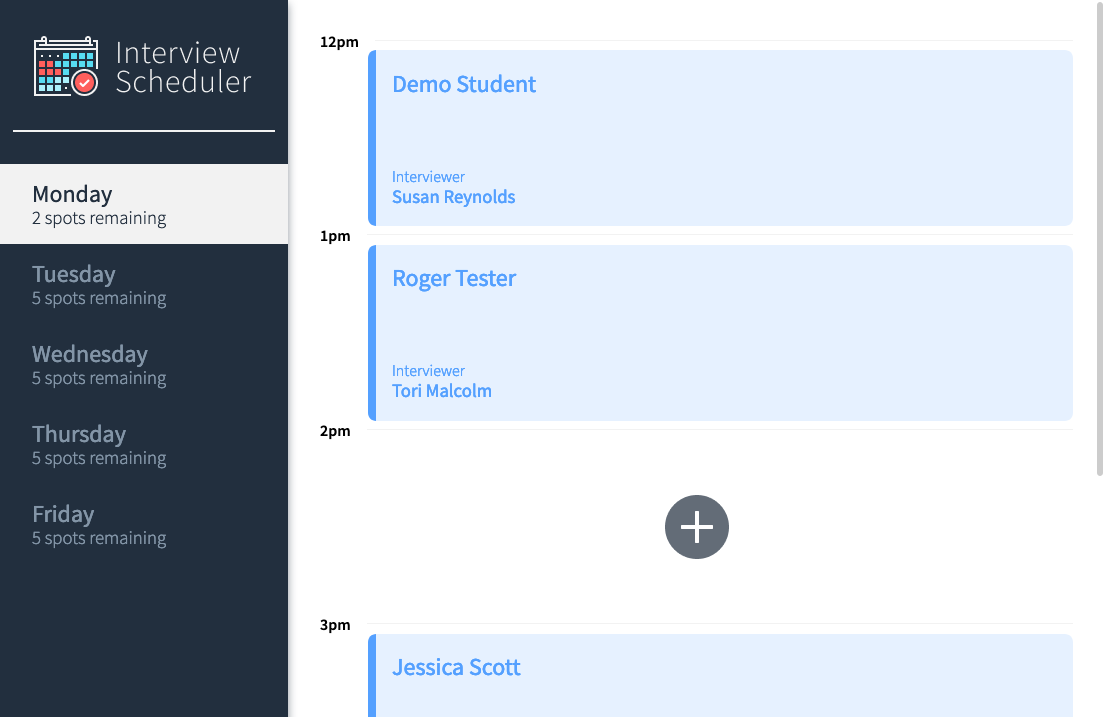 Interview
Scheduler
Monday
2 spots remaining
Tuesday
5 spots remaining
Wednesday
5 spots remaining
Thursday
5 spots remaining
Friday
5 spots remaining
12pm
Demo Student
Interviewer
Susan Reynolds
1pm
Roger Tester
Interviewer
Tori Malcolm
2pm
3pm
Jessica Scott